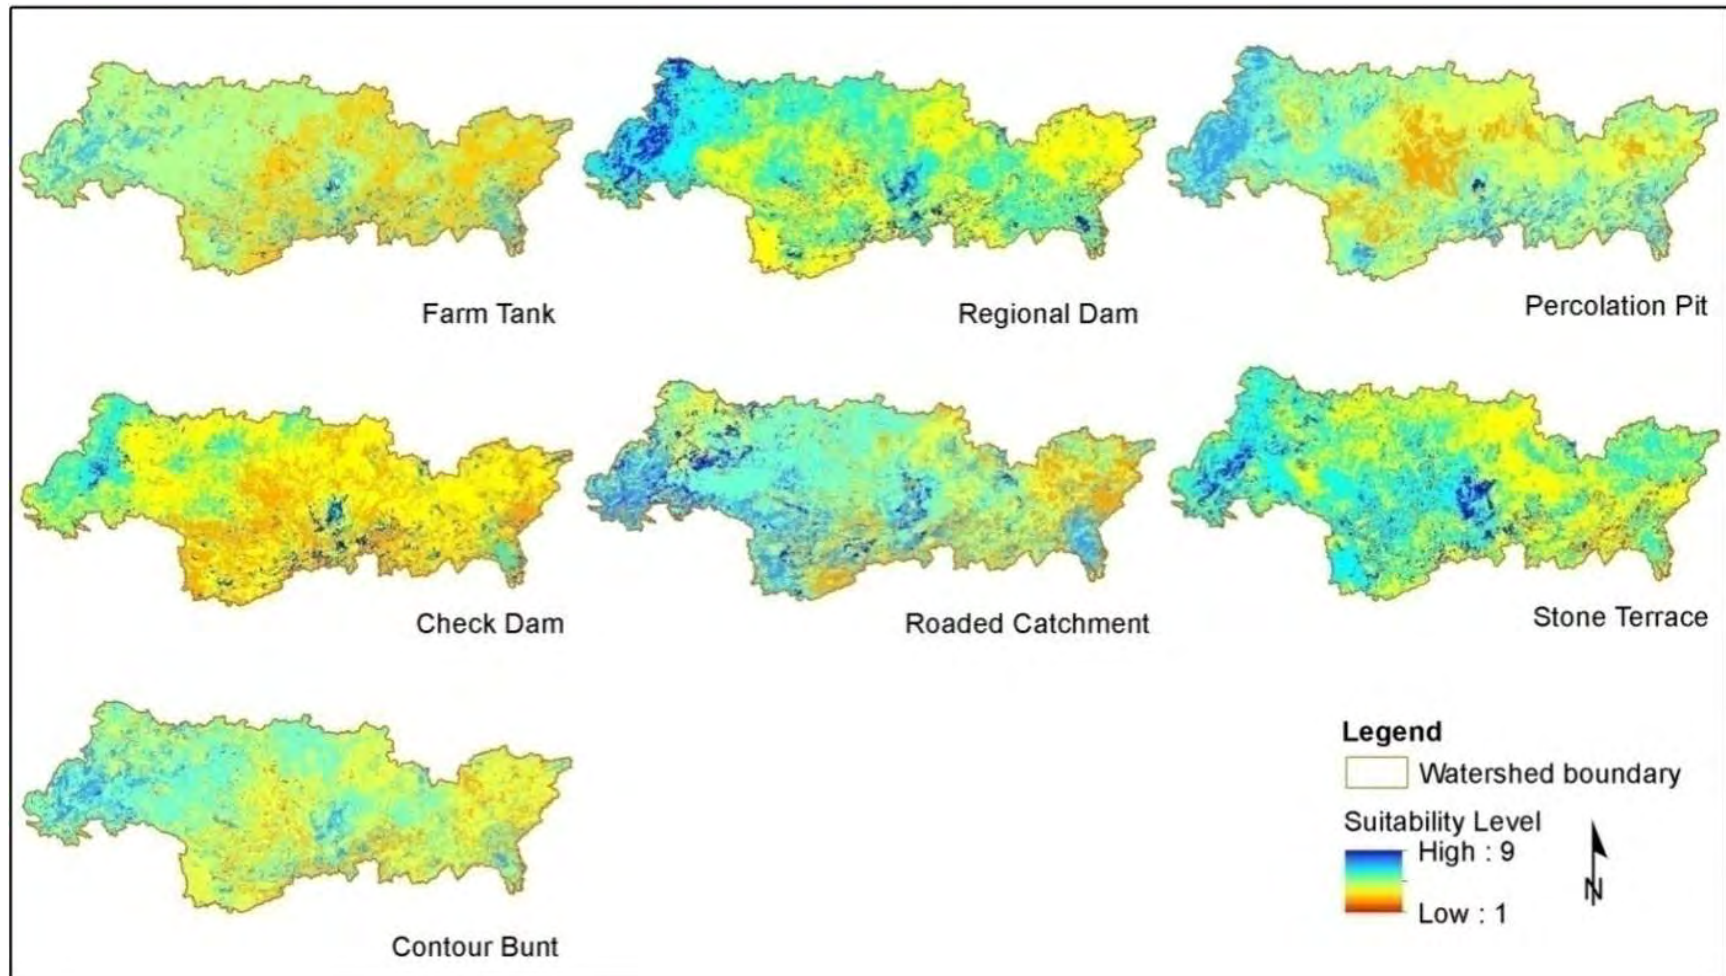 Farm Tank
Regional Dam
Percolation Pit
Check Dam
Roaded Catchment
Stone Terrace
Contour Bunt
Legend
Watershed boundary
Suitability Level
High : 9
Low : 1
N